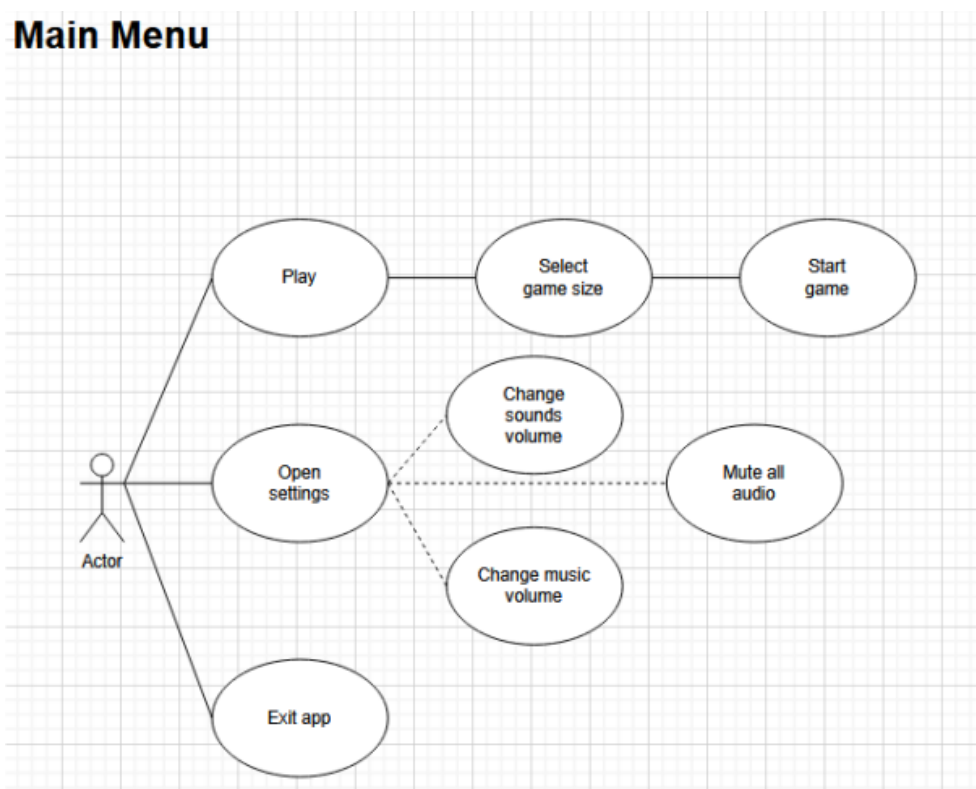 Main Menu
Play
Select
game size
Start
game
Change
sounds
volume
Open
settings
Mute all
audio
Actor
Change music
volume
Exit app